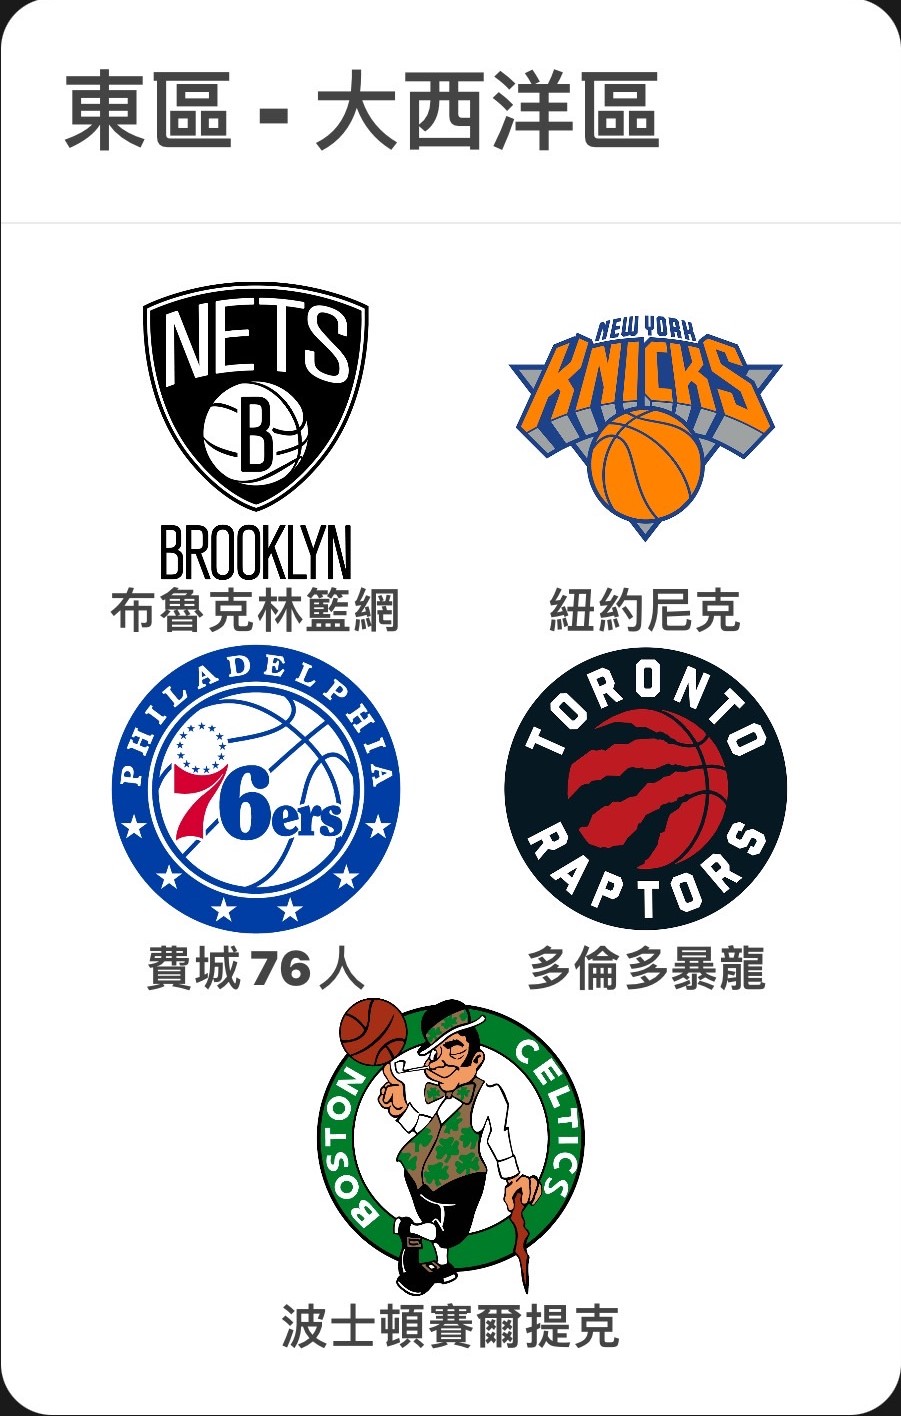 東區 - 大西洋區
NETS
B
BROOKLYN
布魯克林籃網
NEW YORK
KNICKS
紐約尼克
PHILADELPHIA
76ers
費城 76 人
TORONTO
RAPTORS
多倫多暴龍
BOSTON
CELTICS
波士頓賽爾提克